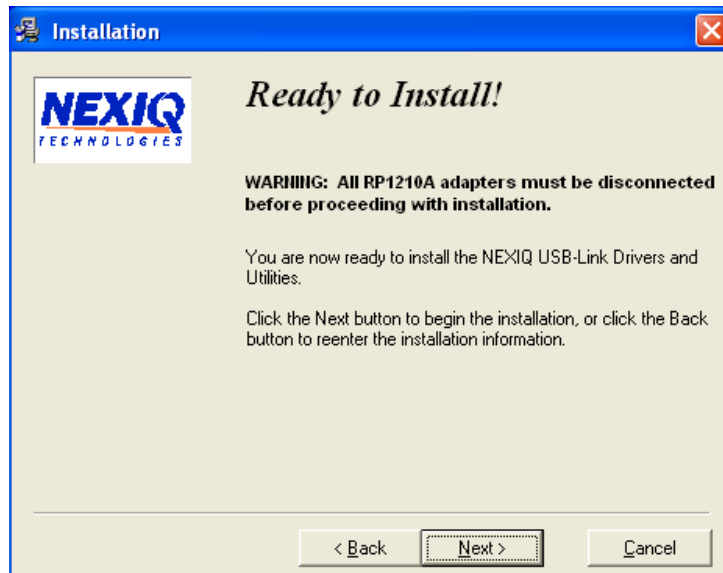 Installation
NEXIQ
TECHNOLOGIES
Ready to Install!
WARNING: All RP1210A adapters must be disconnected
before proceeding with installation.
You are now ready to install the NEXIQ USB-Link Drivers and
Utilities.
Click the Next button to begin the installation, or click the Back
button to reenter the installation information.
< Back
Next >
Cancel